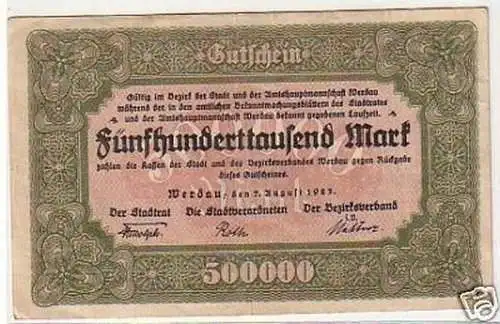 Gutschein
Gültig im Bezirk der Stadt und der Amtshauptmannschaft Werdau
während der in den amtlichen Bekanntmachungsblättern des Stadtrates
und der Amtshauptmannschaft Werdau bekannt gegebenen Laufzeit.
Fünfhunderttausend Mark
zahlen die Kassen der Stadt und des Bezirksverbandes Werdau gegen Rückgabe
dieses Gutscheines.
Werdau, den 7. August 1923.
Der Stadtrat Die Stadtverordneten Der Bezirksverband
I.V.
Roth
500000